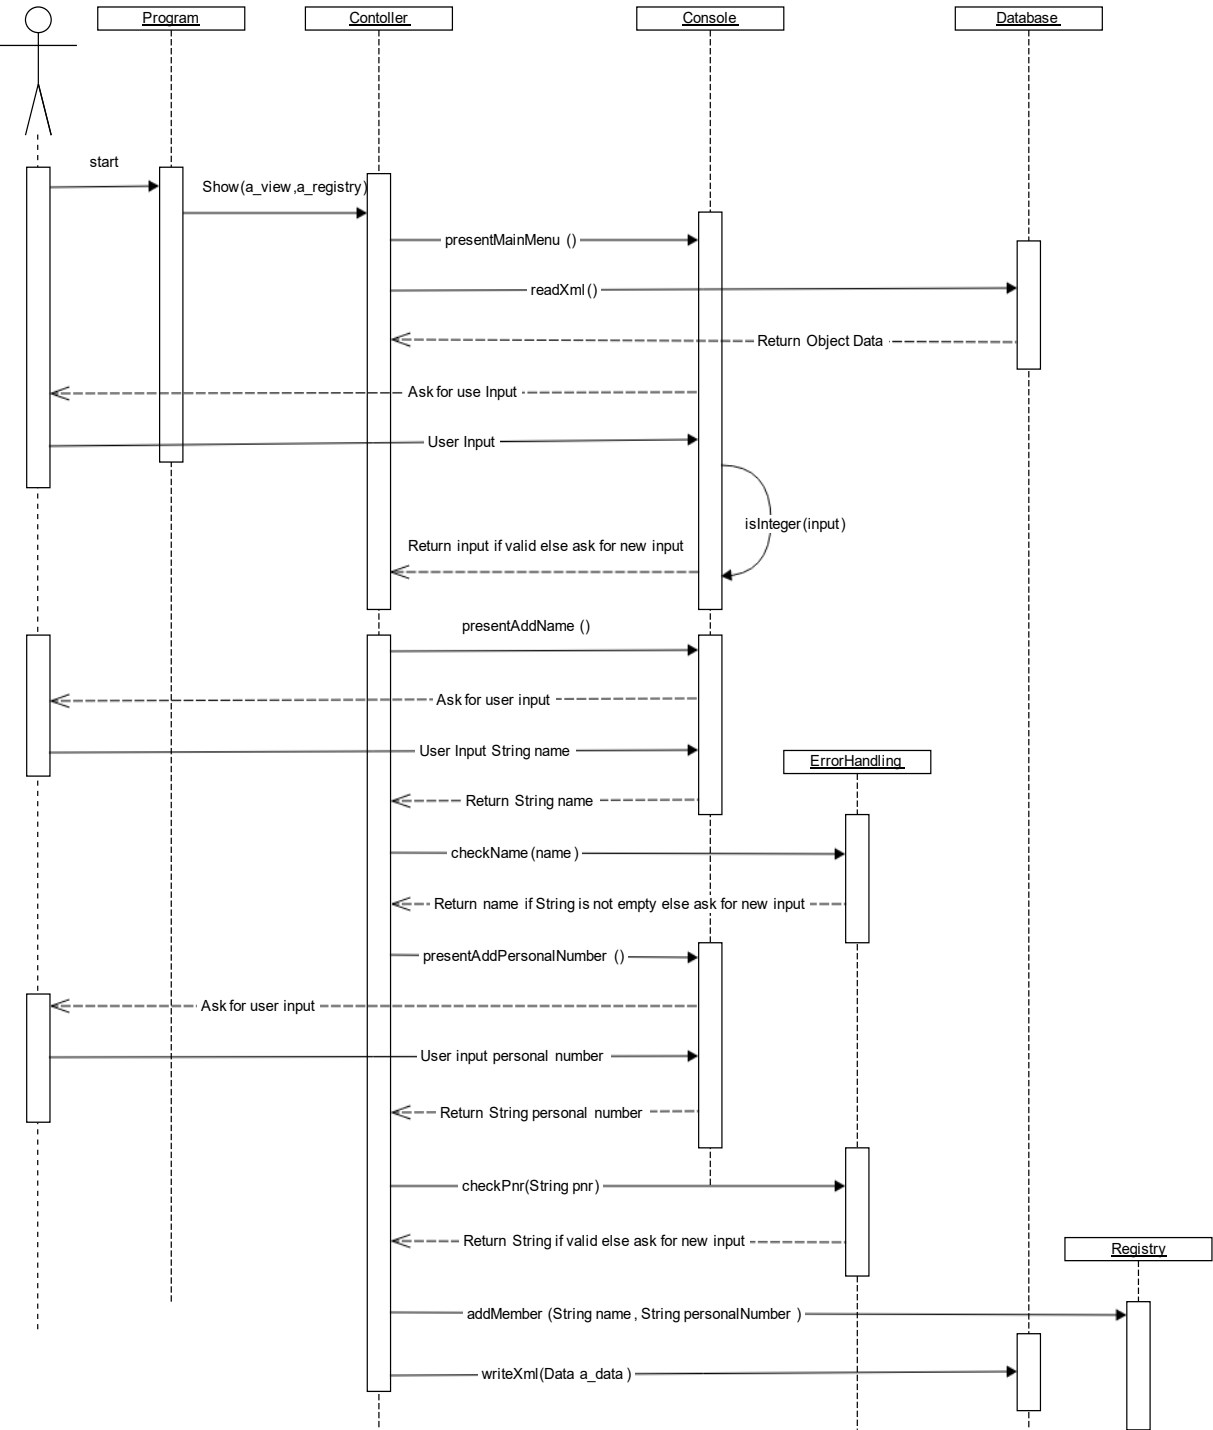 Program
Contoller
Console
Database
start
Show(a_view,a_registry)
presentMainMenu ()
readXml()
Return Object Data
Ask for use Input
User Input
isInteger(input)
Return input if valid else ask for new input
presentAddName ()
Ask for user input
User Input String name
ErrorHandling
Return String name
checkName(name)
Return name if String is not empty else ask for new input
presentAddPersonalNumber ()
Ask for user input
User input personal number
Return String personal number
checkPnr(String pnr)
Return String if valid else ask for new input
Registry
addMember (String name, String personalNumber )
writeXml(Data a_data )